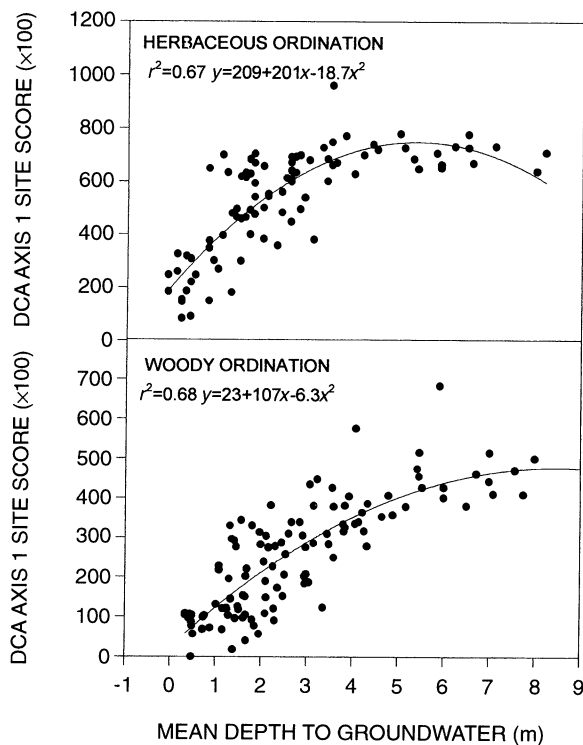 DCA AXIS 1 SITE SCORE (×100)
1200
1000
800
600
400
200
0
HERBACEOUS ORDINATION
r²=0.67 y=209+201x-18.7x²
DCA AXIS 1 SITE SCORE (×100)
700
600
500
400
300
200
100
0
WOODY ORDINATION
r²=0.68 y=23+107x-6.3x²
-1 0 1 2 3 4 5 6 7 8 9
MEAN DEPTH TO GROUNDWATER (m)